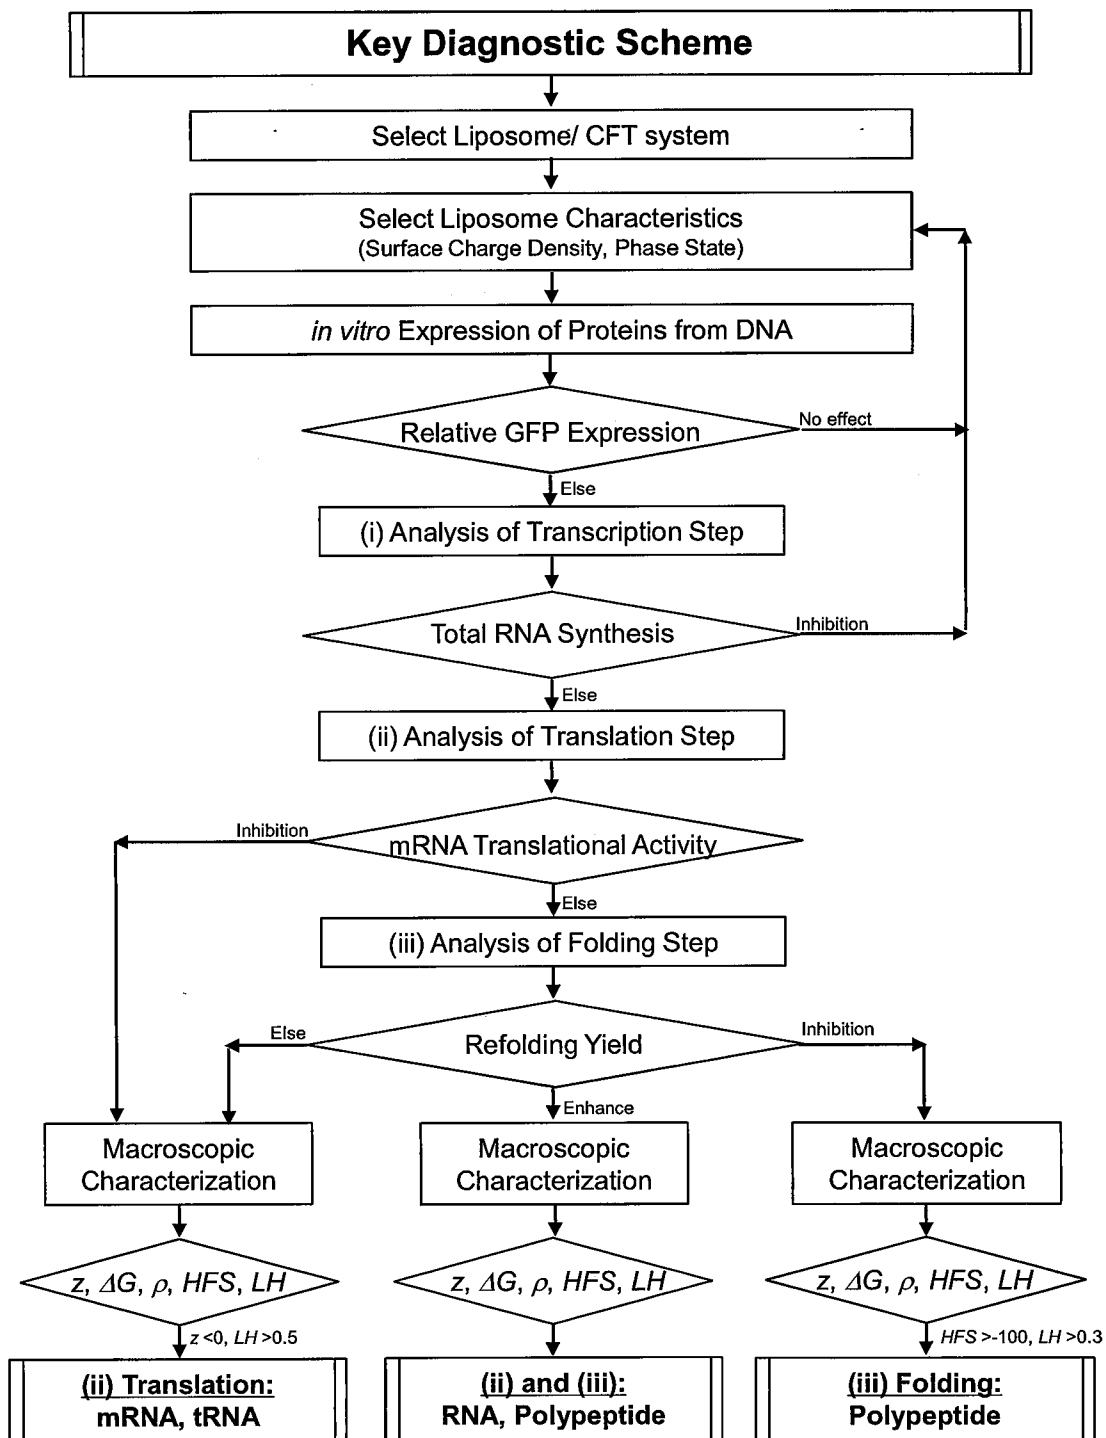 Key Diagnostic Scheme
Select Liposome/ CFT system
Select Liposome Characteristics
(Surface Charge Density, Phase State)
in vitro Expression of Proteins from DNA
Relative GFP Expression
No effect
Else
(i) Analysis of Transcription Step
Total RNA Synthesis
Inhibition
Else
(ii) Analysis of Translation Step
Inhibition
mRNA Translational Activity
Else
(iii) Analysis of Folding Step
Else
Refolding Yield
Inhibition
Enhance
Macroscopic
Characterization
Macroscopic
Characterization
Macroscopic
Characterization
z, ΔG, ρ, HFS, LH
z, ΔG, ρ, HFS, LH
z, ΔG, ρ, HFS, LH
z <0, LH >0.5
HFS >-100, LH >0.3
(ii) Translation:
mRNA, tRNA
(ii) and (iii):
RNA, Polypeptide
(iii) Folding:
Polypeptide